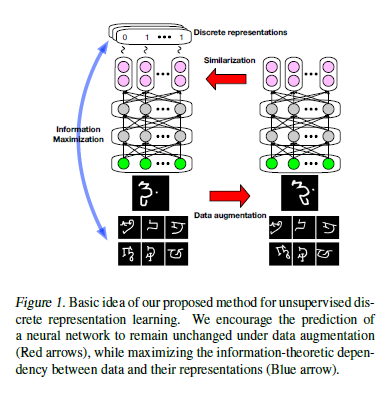 Discrete representations
0 1 ••• 1
Similarization
Information
Maximization
Data augmentation
Figure 1. Basic idea of our proposed method for unsupervised dis-
crete representation learning. We encourage the prediction of
a neural network to remain unchanged under data augmentation
(Red arrows), while maximizing the information-theoretic depen-
dency between data and their representations (Blue arrow).